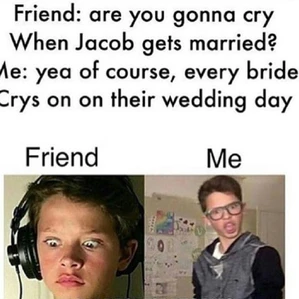 Friend: are you gonna cry
When Jacob gets married?
Me: yea of course, every bride
Crys on on their wedding day
Friend Me